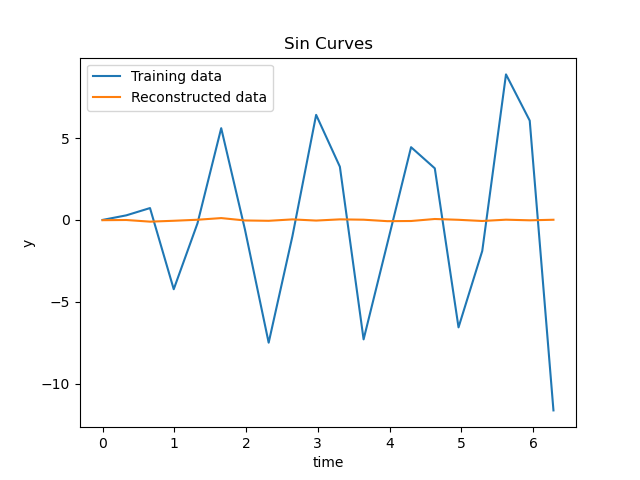 Sin Curves
Training data
Reconstructed data
5
0
−5
−10
y
0 1 2 3 4 5 6
time